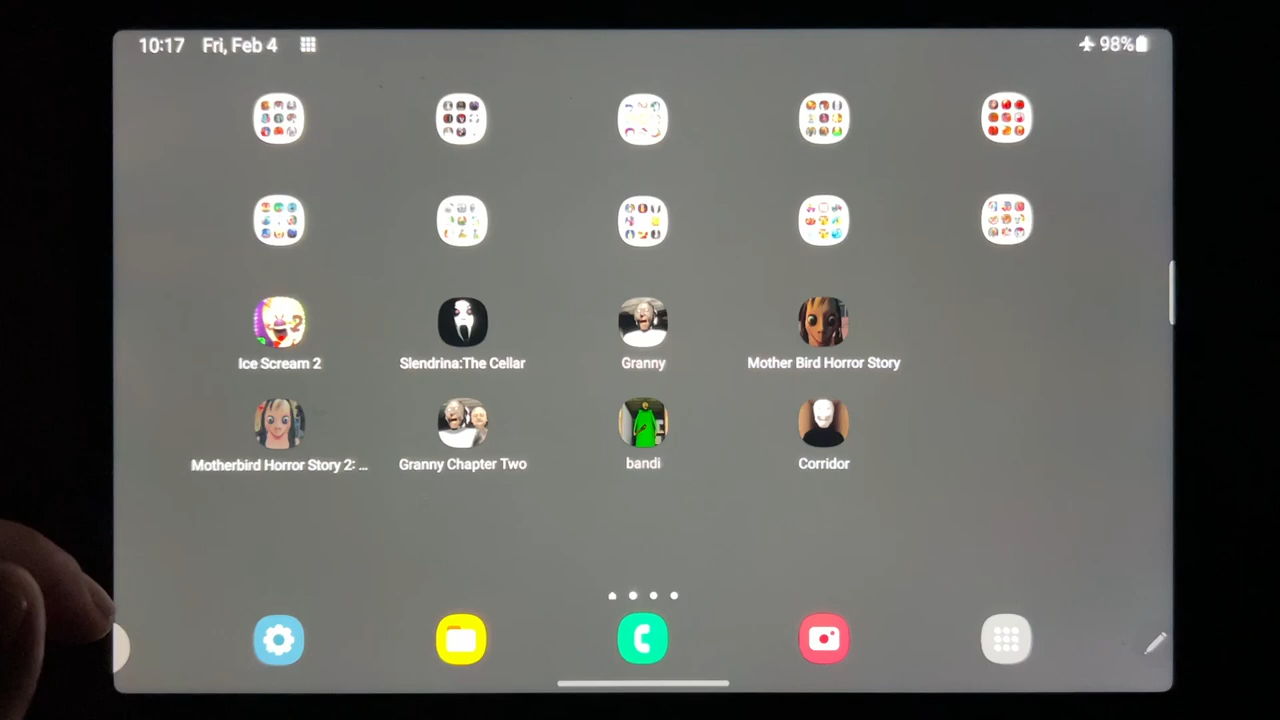 10:17 Fri, Feb 4 98%
Ice Scream 2 Slendrina:The Cellar Granny Mother Bird Horror Story
Motherbird Horror Story 2: ... Granny Chapter Two bandi Corridor